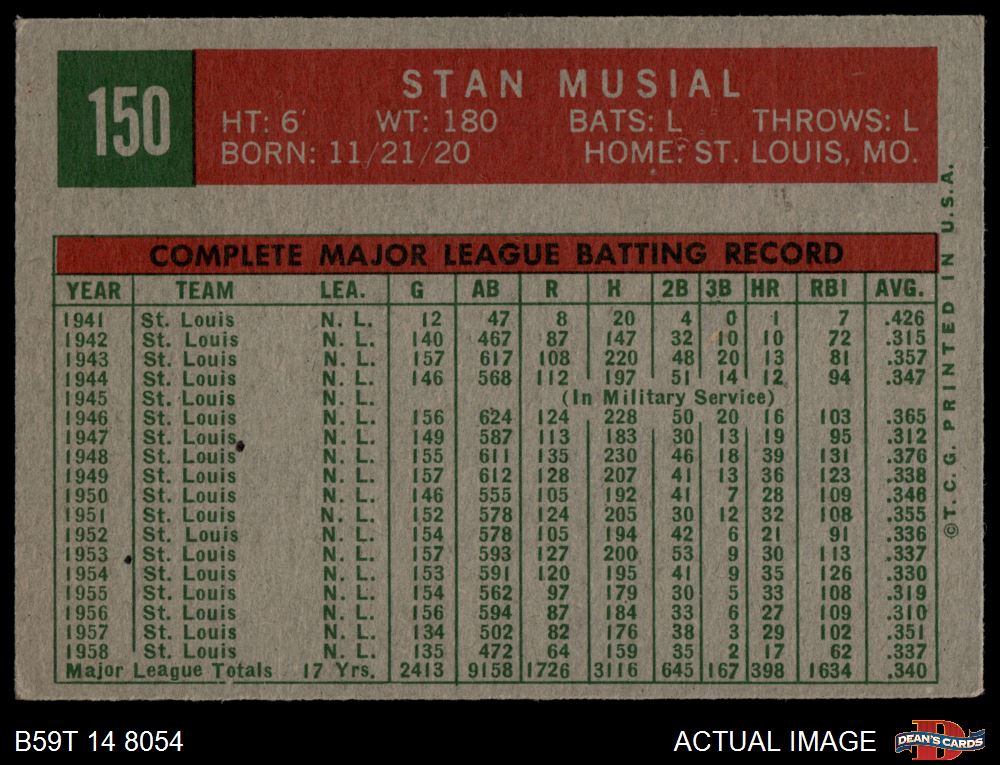 150
STAN MUSIAL
HT: 6' WT: 180 BATS: L THROWS: L
BORN: 11/21/20 HOME: ST. LOUIS, MO.
COMPLETE MAJOR LEAGUE BATTING RECORD
YEAR TEAM LEA. G AB R H 2B 3B HR RBI AVG.
1941 St. Louis N. L. 12 47 8 20 4 0 1 7 .426
1942 St. Louis N. L. 140 467 87 147 32 10 10 72 .315
1943 St. Louis N. L. 157 617 108 220 48 20 13 81 .357
1944 St. Louis N. L. 146 568 112 197 51 14 12 94 .347
1945 St. Louis N. L. (In Military Service)
1946 St. Louis N. L. 156 624 124 228 50 20 16 103 .365
1947 St. Louis N. L. 149 587 113 183 30 13 19 95 .312
1948 St. Louis N. L. 155 611 135 230 46 18 39 131 .376
1949 St. Louis N. L. 157 612 128 207 41 13 36 123 .338
1950 St. Louis N. L. 146 555 105 192 41 7 28 109 .346
1951 St. Louis N. L. 152 578 124 205 30 12 32 108 .355
1952 St. Louis N. L. 154 578 105 194 42 6 21 91 .336
1953 St. Louis N. L. 157 593 127 200 53 9 30 113 .337
1954 St. Louis N. L. 153 591 120 195 41 9 35 126 .330
1955 St. Louis N. L. 154 562 97 179 30 5 33 108 .319
1956 St. Louis N. L. 156 594 87 184 33 6 27 109 .310
1957 St. Louis N. L. 134 502 82 176 38 3 29 102 .351
1958 St. Louis N. L. 135 472 64 159 35 2 17 62 .337
Major League Totals 17 Yrs. 2413 9158 1726 3116 645 167 398 1634 .340
©T.C.G. PRINTED IN U.S.A.
B59T 14 8054
ACTUAL IMAGE
DEAN'S CARDS